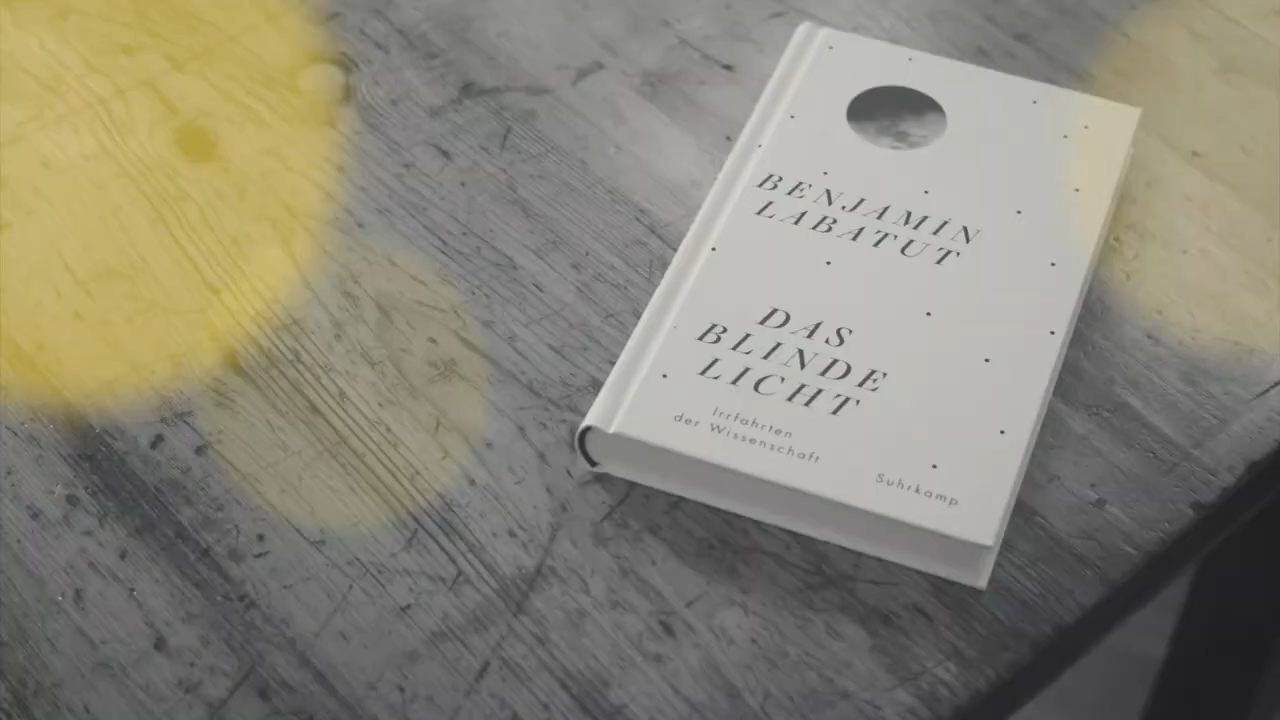 BENJAMÍN
LABATUT
DAS
BLINDE
LICHT
Irrfahrten
der Wissenschaft
Suhrkamp